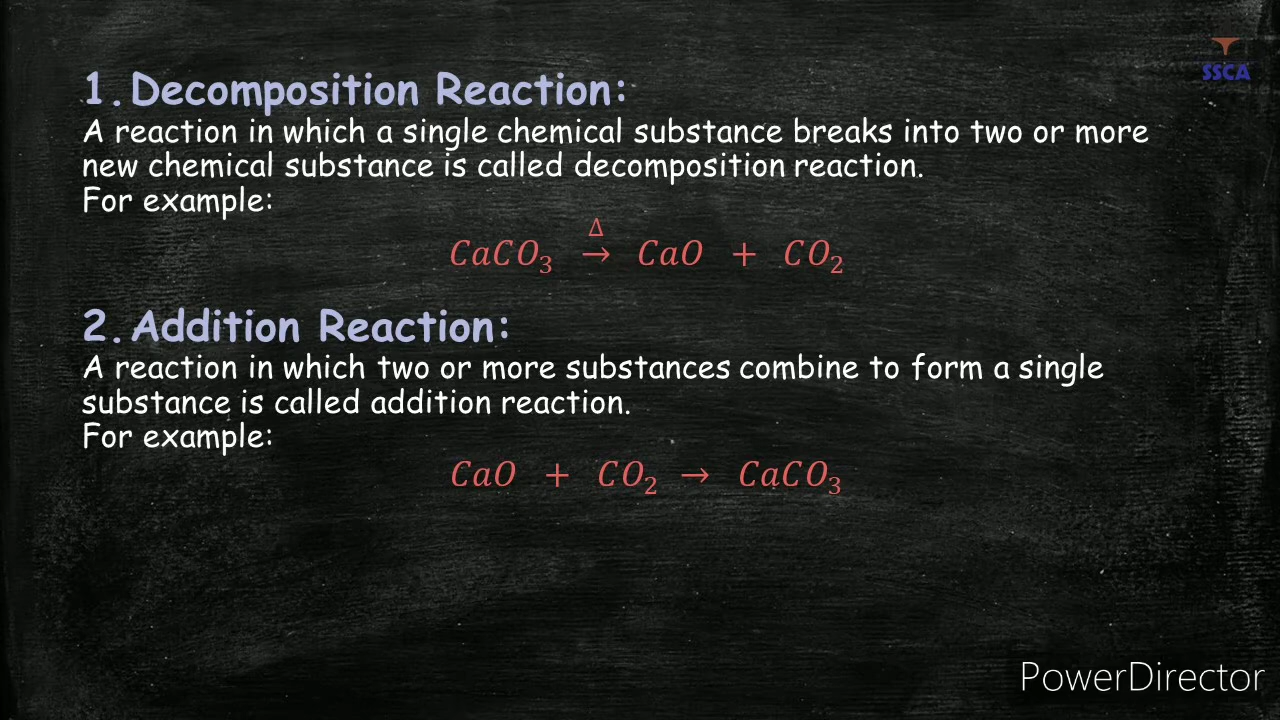 SSCA
1. Decomposition Reaction:
A reaction in which a single chemical substance breaks into two or more
new chemical substance is called decomposition reaction.
For example:
CaCO₃ →^Δ CaO + CO₂
2. Addition Reaction:
A reaction in which two or more substances combine to form a single
substance is called addition reaction.
For example:
CaO + CO₂ → CaCO₃
PowerDirector